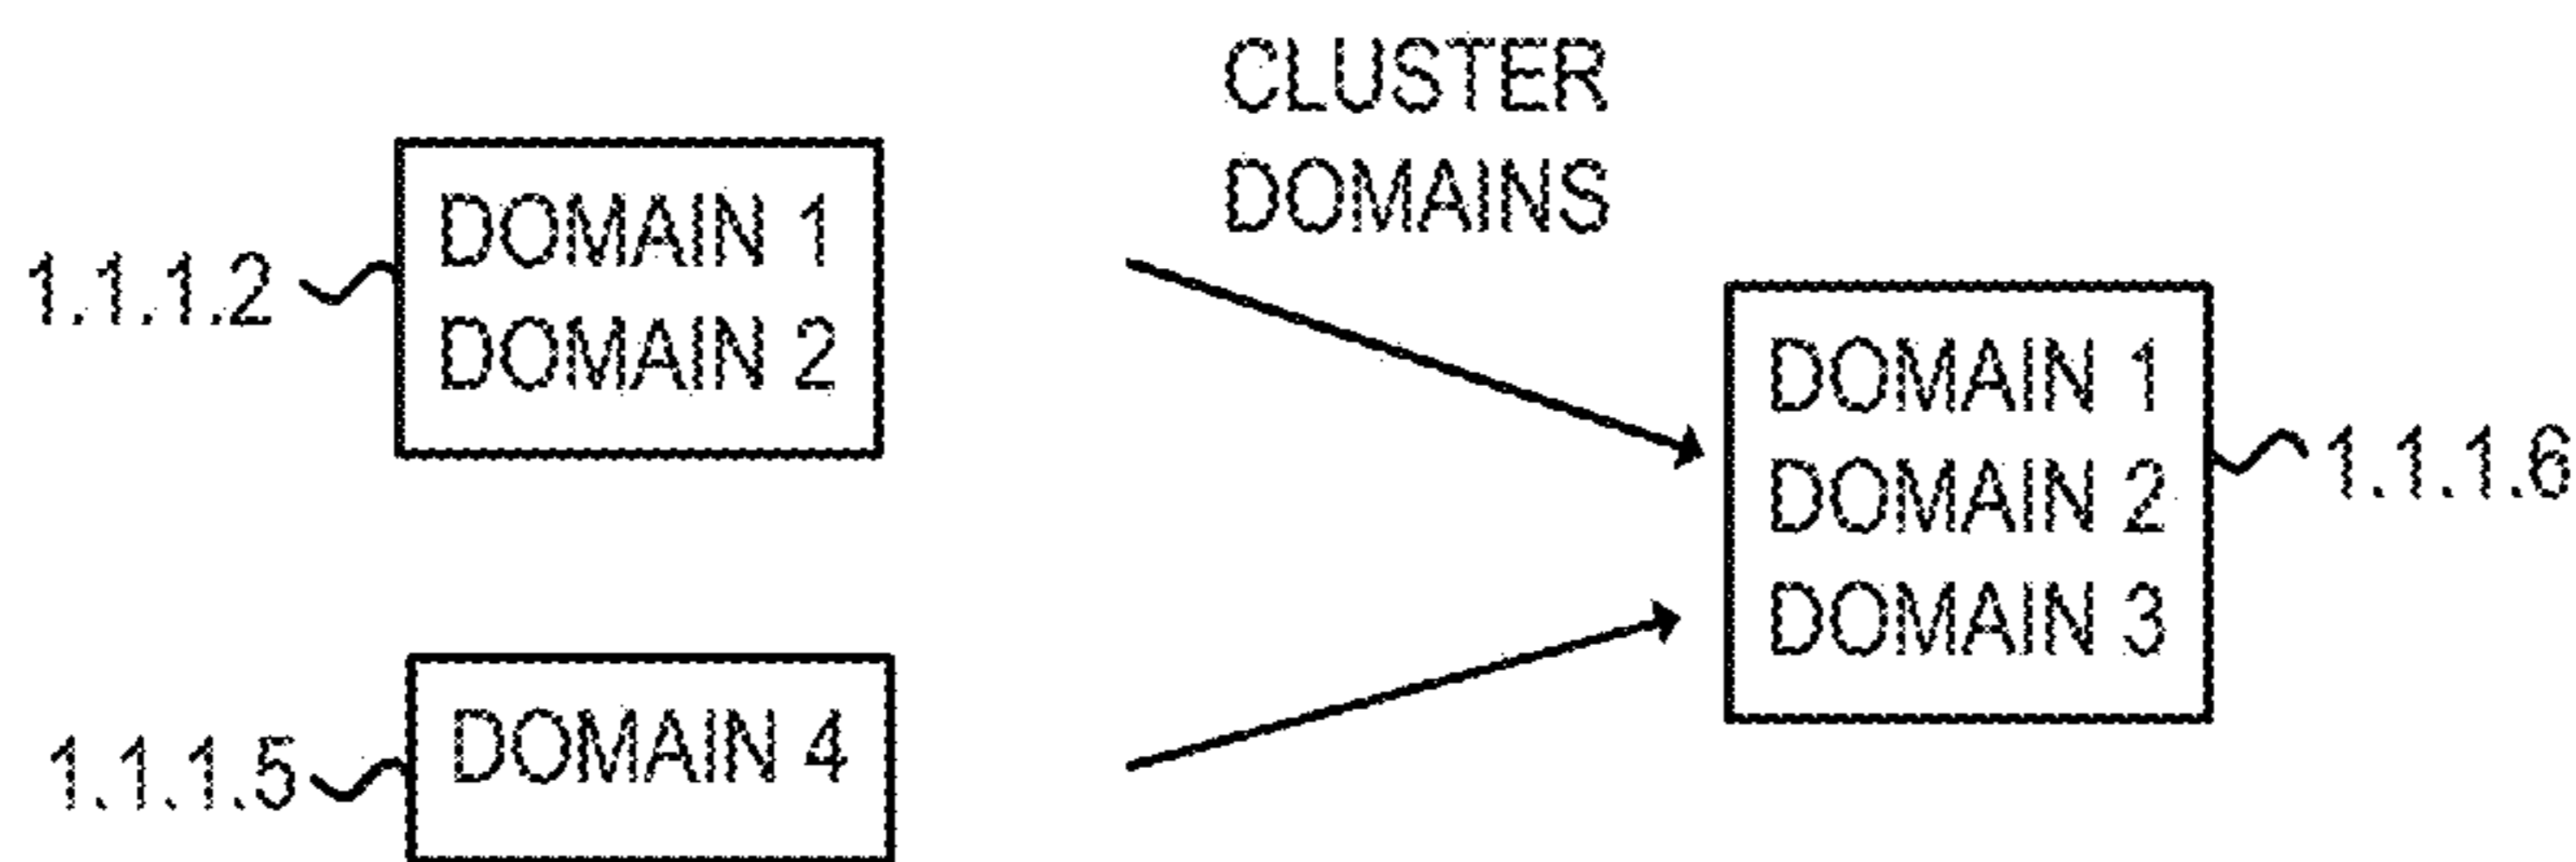 CLUSTER
DOMAINS
1.1.1.2
DOMAIN 1
DOMAIN 2
1.1.1.5
DOMAIN 4
DOMAIN 1
DOMAIN 2
DOMAIN 3
1.1.1.6